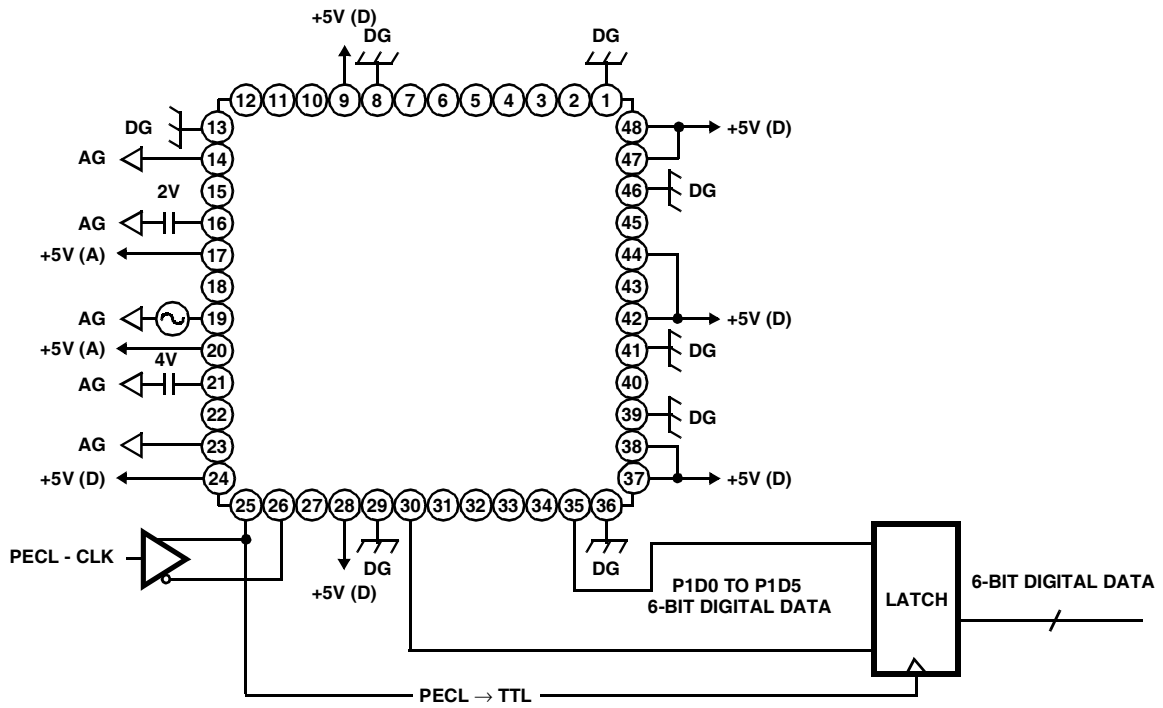 +5V (D)
DG
DG
12 11 10 9 8 7 6 5 4 3 2 1
DG
13
48
+5V (D)
AG
14
47
15
46
DG
2V
AG
16
45
+5V (A)
17
44
18
43
AG
19
42
+5V (D)
+5V (A)
20
41
DG
4V
AG
21
40
22
39
DG
AG
23
38
+5V (D)
24
37
+5V (D)
25 26 27 28 29 30 31 32 33 34 35 36
PECL - CLK
DG
DG
+5V (D)
P1D0 TO P1D5
6-BIT DIGITAL DATA
LATCH
6-BIT DIGITAL DATA
PECL → TTL